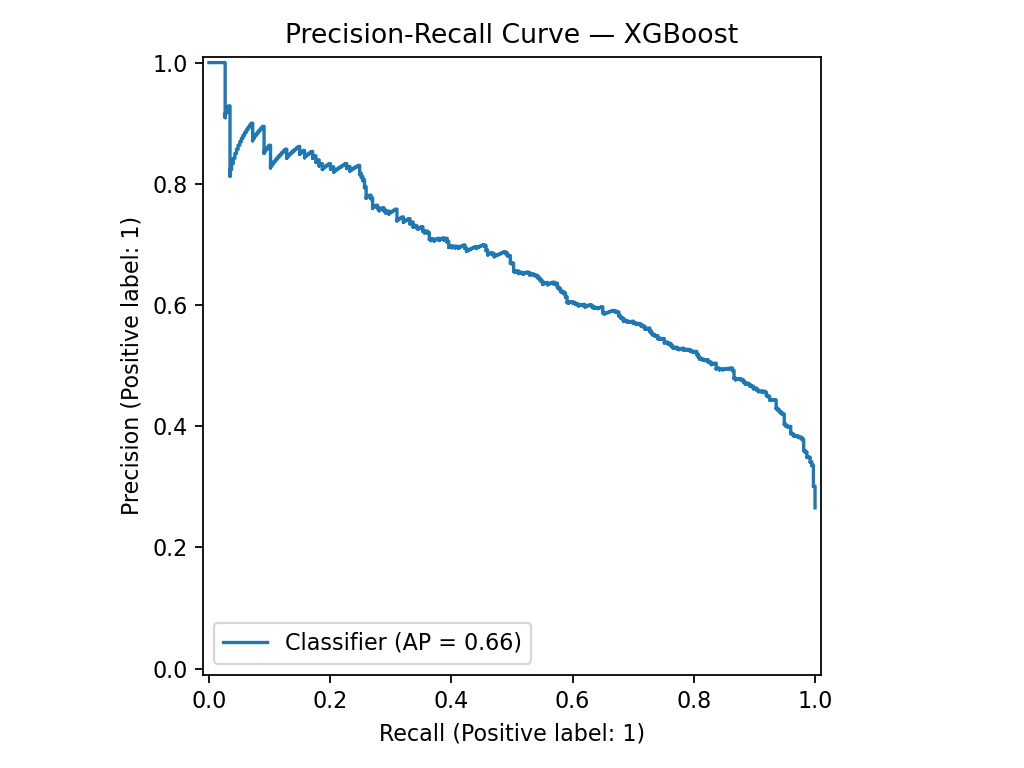 Precision-Recall Curve — XGBoost
1.0
0.8
0.6
0.4
0.2
0.0
Precision (Positive label: 1)
Classifier (AP = 0.66)
0.0 0.2 0.4 0.6 0.8 1.0
Recall (Positive label: 1)